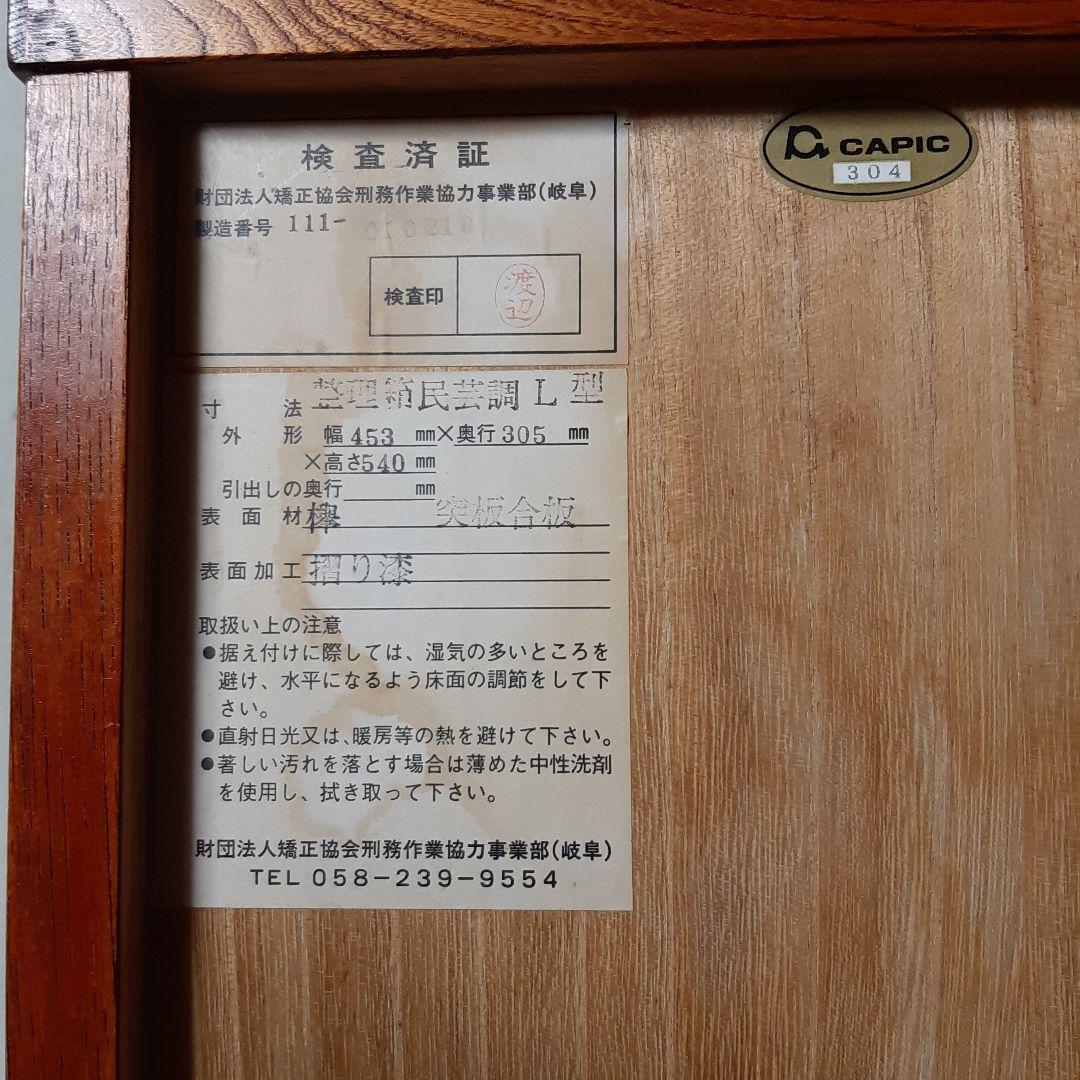 検査済証
財団法人矯正協会刑務作業協力事業部(岐阜)
製造番号 111-
検査印 渡辺
CAPIC
304
寸法 整理箱民芸調L型
外形 幅453mm×奥行305mm
×高さ540mm
引出しの奥行 mm
表面材 欅 突板合板
表面加工 摺り漆
取扱い上の注意
●据え付けに際しては、湿気の多いところを
避け、水平になるよう床面の調節をして下
さい。
●直射日光又は、暖房等の熱を避けて下さい。
●著しい汚れを落とす場合は薄めた中性洗剤
を使用し、拭き取って下さい。
財団法人矯正協会刑務作業協力事業部(岐阜)
TEL 058-239-9554